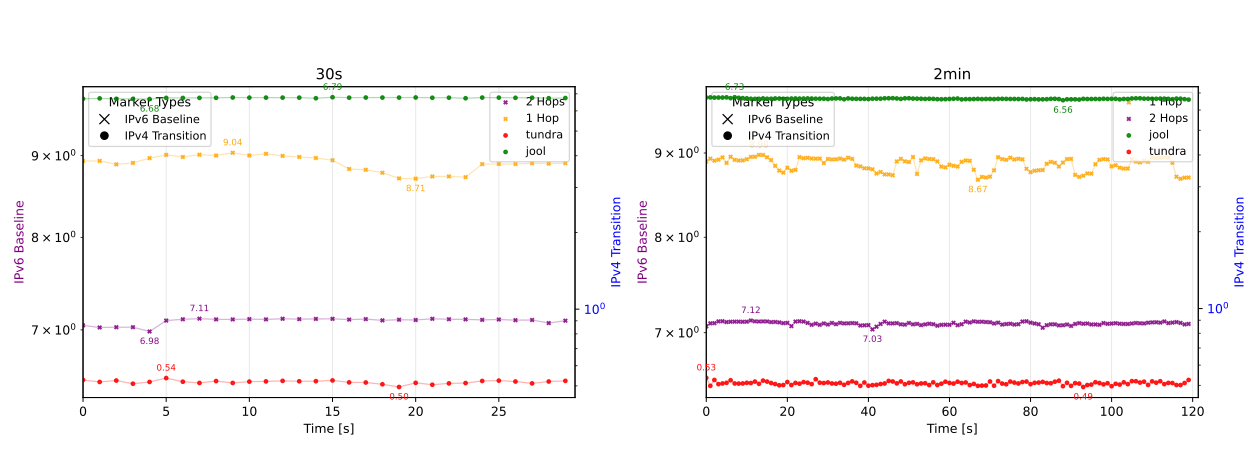 30s
6.79
6.68
Marker Types
IPv6 Baseline
IPv4 Transition
2 Hops
1 Hop
tundra
jool
9.04
8.71
7.11
6.98
0.54
0.50
9 × 10⁰
8 × 10⁰
7 × 10⁰
10⁰
IPv6 Baseline
IPv4 Transition
0 5 10 15 20 25
Time [s]
2min
6.73
6.56
Marker Types
IPv6 Baseline
IPv4 Transition
1 Hop
2 Hops
jool
tundra
8.67
7.12
7.03
0.53
0.49
9 × 10⁰
8 × 10⁰
7 × 10⁰
10⁰
IPv6 Baseline
IPv4 Transition
0 20 40 60 80 100 120
Time [s]